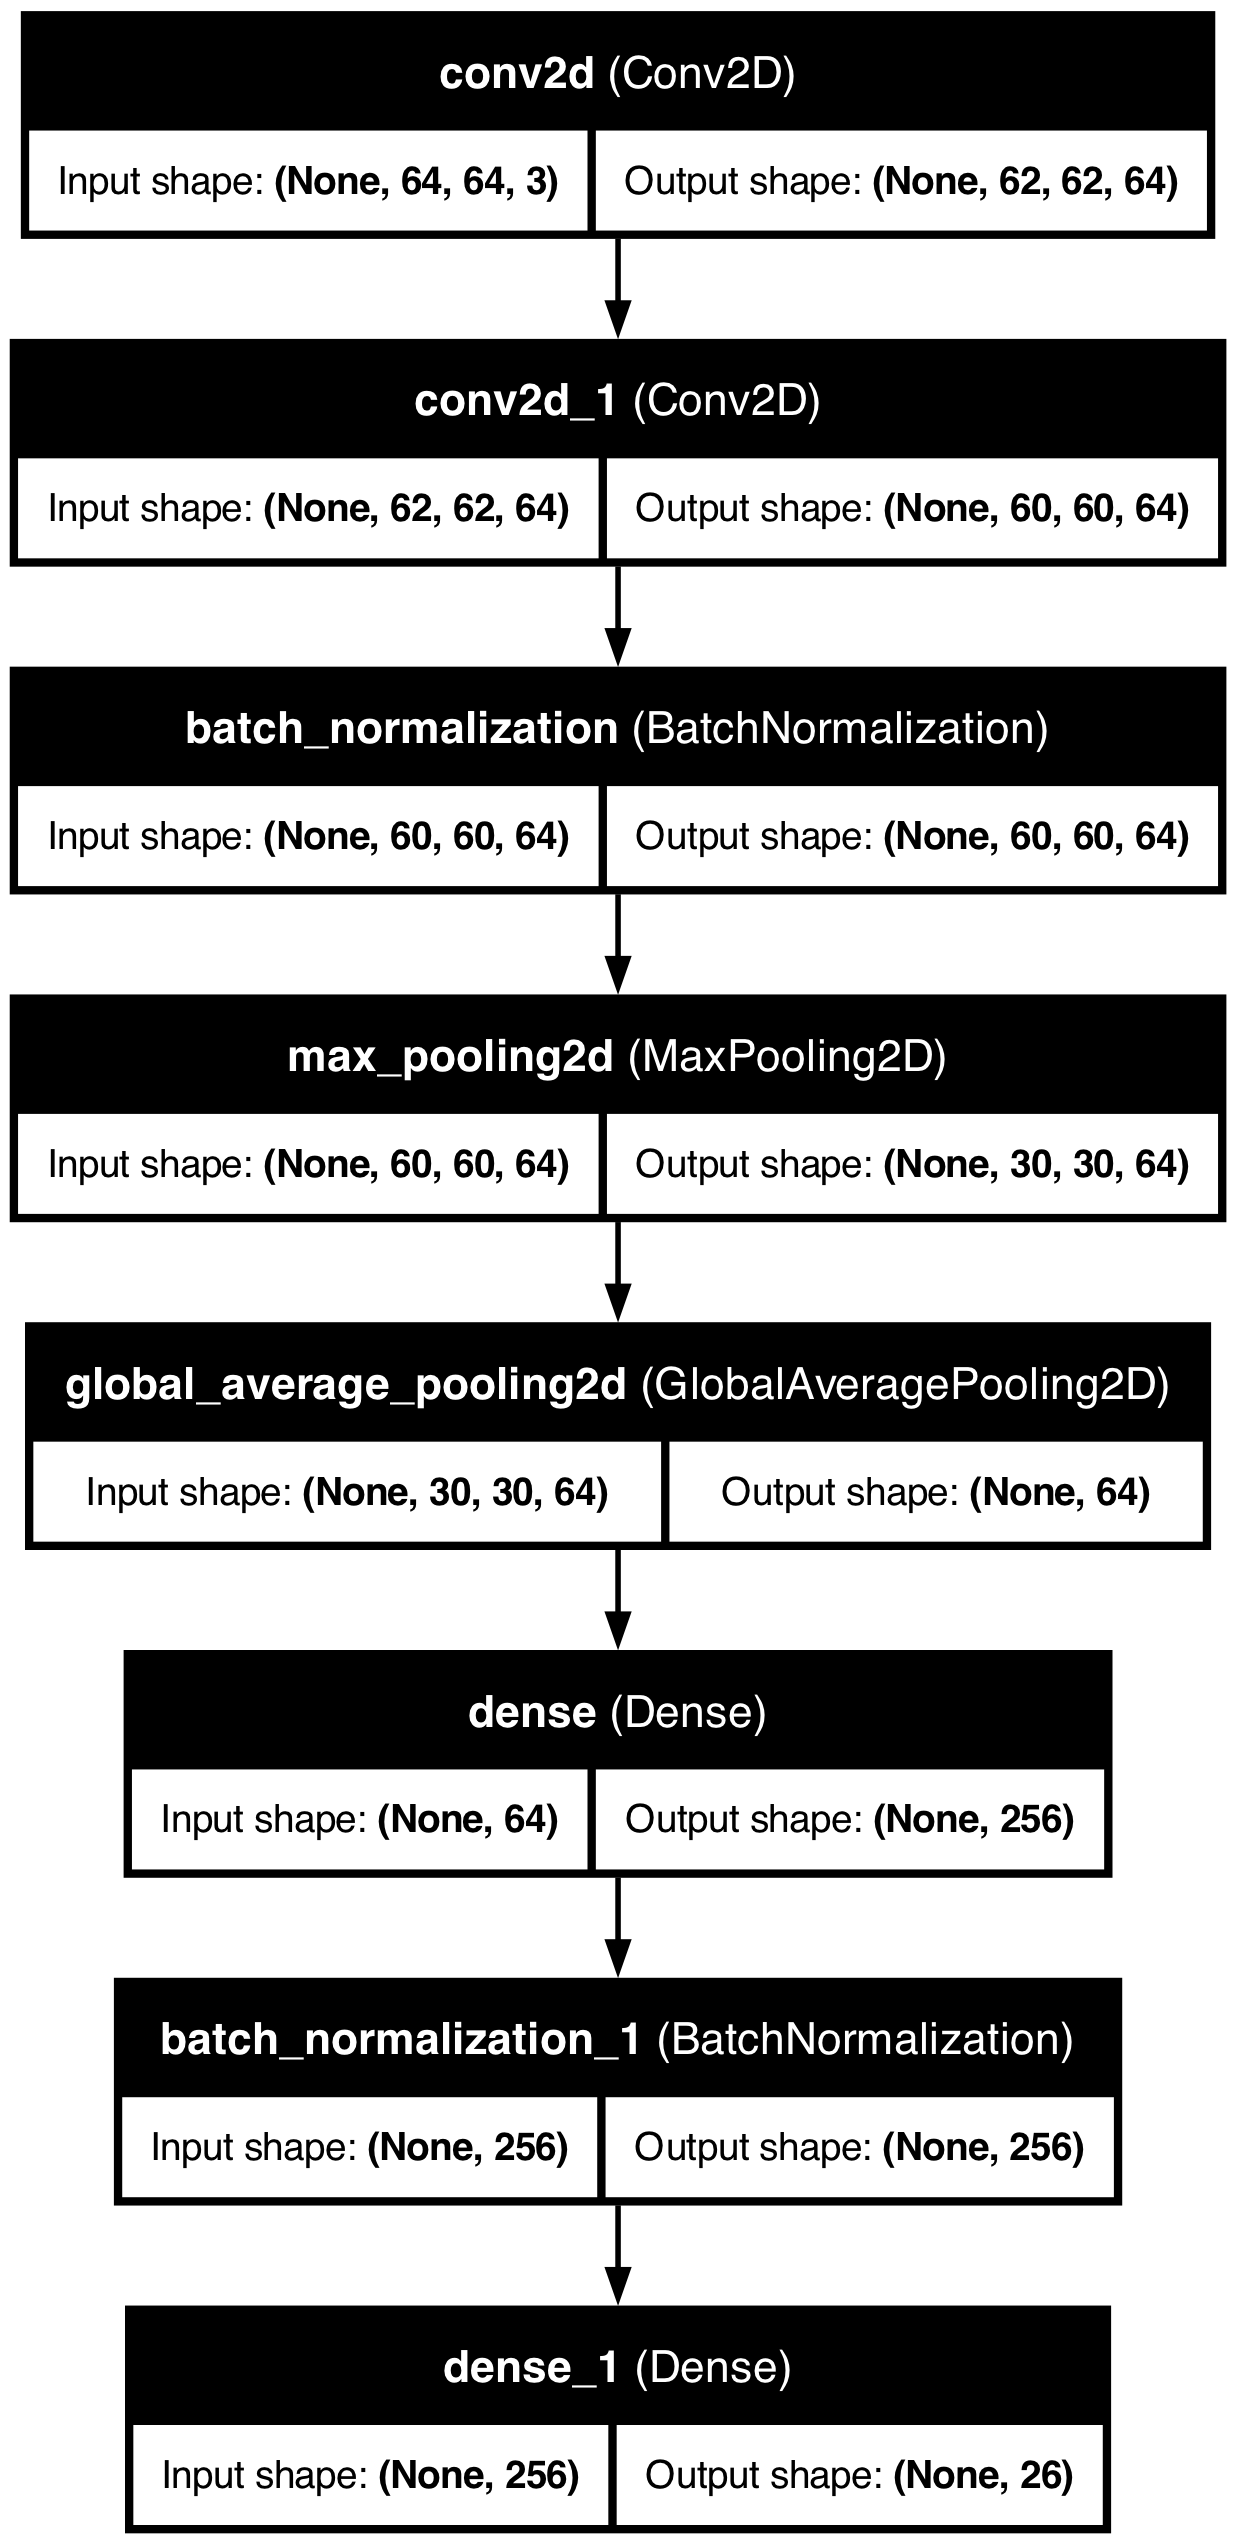 conv2d (Conv2D)
Input shape: (None, 64, 64, 3) Output shape: (None, 62, 62, 64)
conv2d_1 (Conv2D)
Input shape: (None, 62, 62, 64) Output shape: (None, 60, 60, 64)
batch_normalization (BatchNormalization)
Input shape: (None, 60, 60, 64) Output shape: (None, 60, 60, 64)
max_pooling2d (MaxPooling2D)
Input shape: (None, 60, 60, 64) Output shape: (None, 30, 30, 64)
global_average_pooling2d (GlobalAveragePooling2D)
Input shape: (None, 30, 30, 64) Output shape: (None, 64)
dense (Dense)
Input shape: (None, 64) Output shape: (None, 256)
batch_normalization_1 (BatchNormalization)
Input shape: (None, 256) Output shape: (None, 256)
dense_1 (Dense)
Input shape: (None, 256) Output shape: (None, 26)